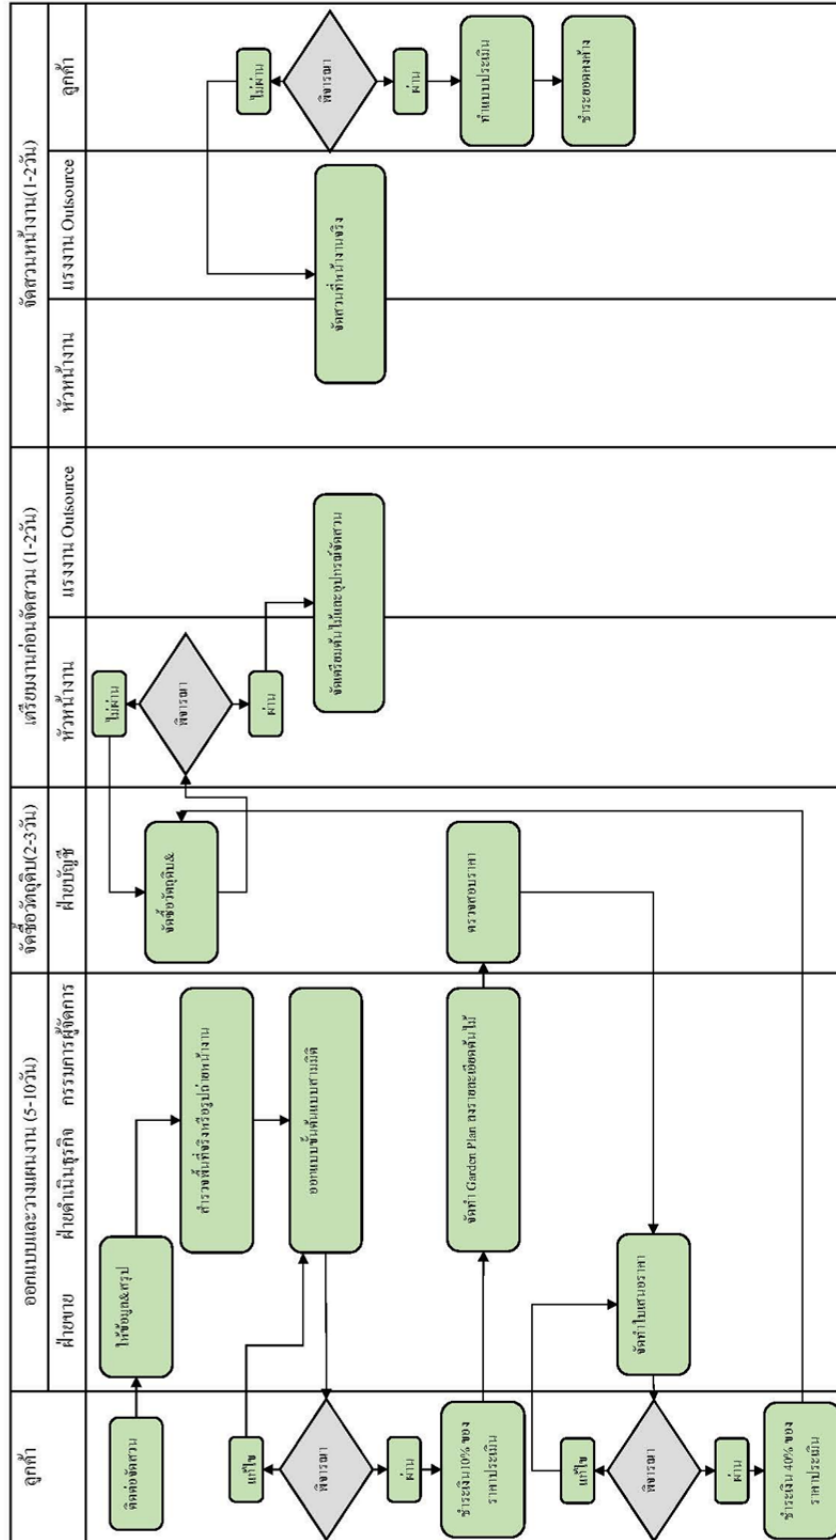 ลูกค้า
ออกแบบและวางแผนงาน (5-10วัน)
ฝ่ายขาย
ฝ่ายดำเนินธุรกิจ
กรรมการผู้จัดการ
จัดซื้อวัตถุดิบ(2-3วัน)
ฝ่ายบัญชี
เตรียมงานก่อนจัดสวน (1-2วัน)
หัวหน้างาน
แรงงาน Outsource
จัดสวนหน้างาน(1-2วัน)
หัวหน้างาน
แรงงาน Outsource
ลูกค้า
ติดต่อจัดสวน
ให้ข้อมูล&สรุป
สำรวจพื้นที่จริงหรือรูปถ่ายหน้างาน
ออกแบบขั้นต้นแบบสามมิติ
แก้ไข
พิจารณา
ผ่าน
ชำระเงิน10% ของ
ราคาประเมิน
จัดทำ Garden Plan ลงรายละเอียดต้นไม้
ตรวจสอบราคา
จัดทำใบเสนอราคา
แก้ไข
พิจารณา
ผ่าน
ชำระเงิน 40% ของ
ราคาประเมิน
จัดซื้อวัตถุดิบ&
ไม่ผ่าน
พิจารณา
ผ่าน
จัดเตรียมต้นไม้และอุปกรณ์จัดสวน
จัดสวนที่หน้างานจริง
ไม่ผ่าน
พิจารณา
ผ่าน
ทำแบบประเมิน
ชำระยอดคงค้าง